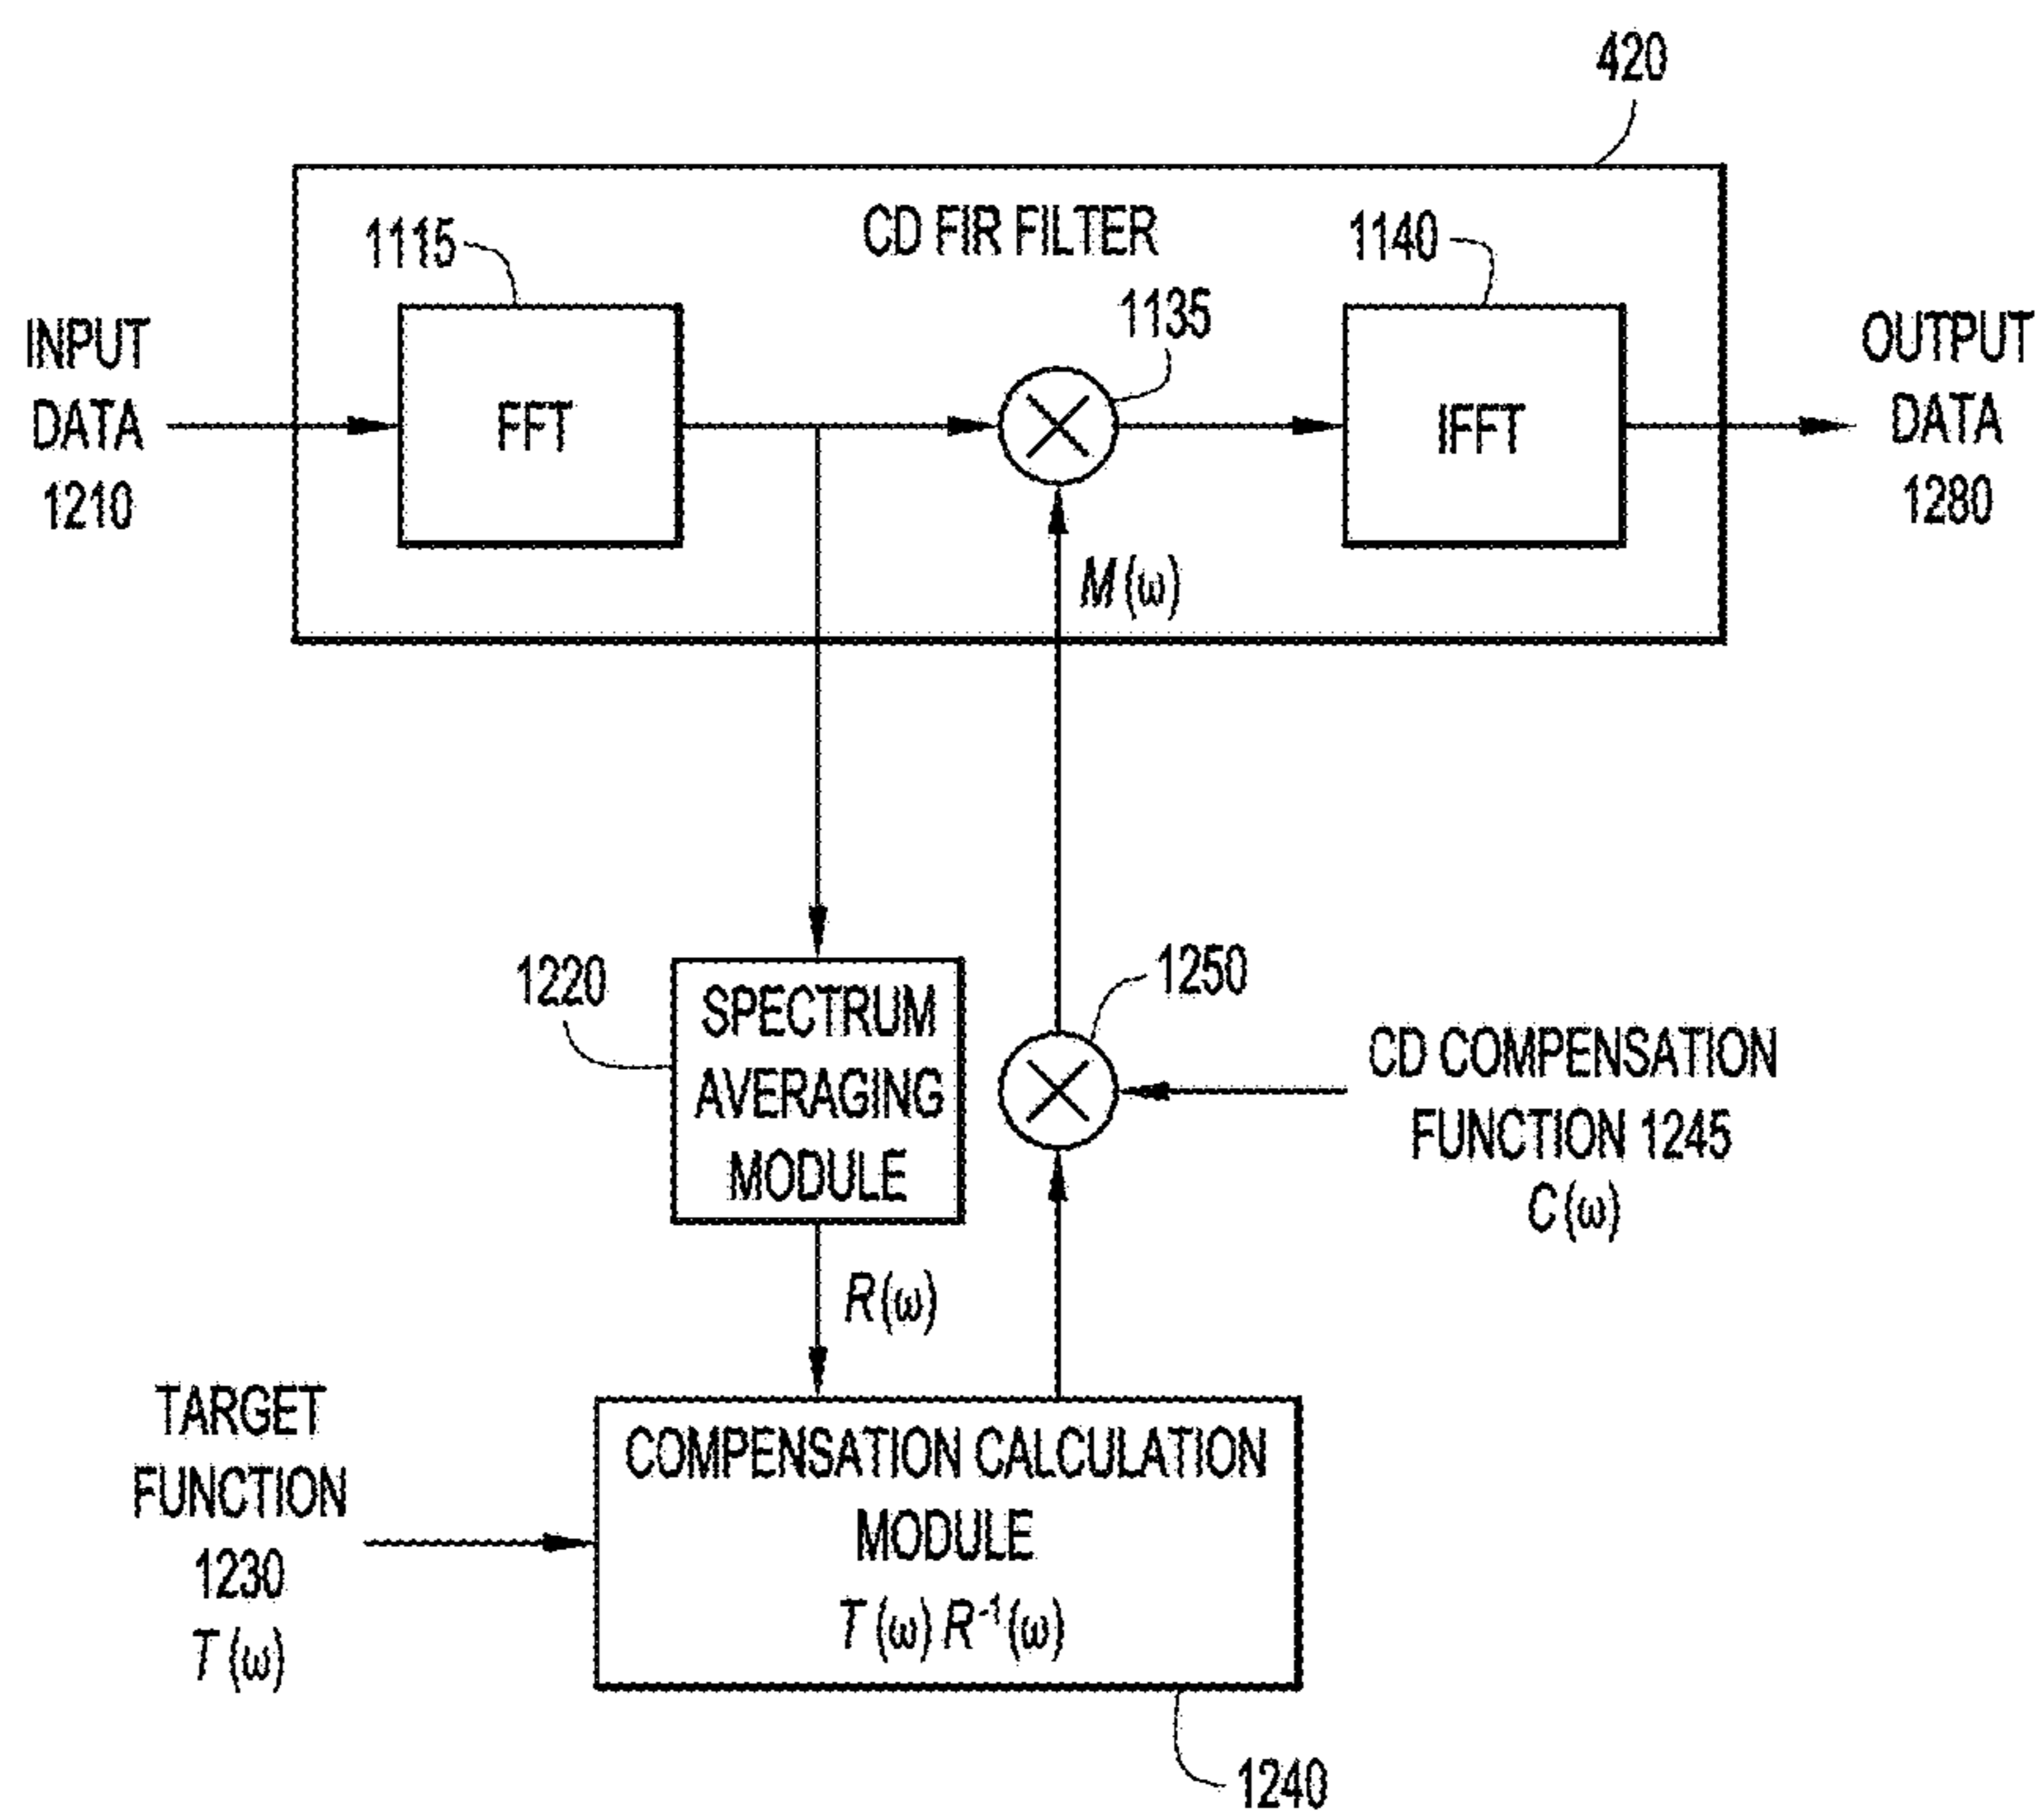 420
CD FIR FILTER
1115
1140
1135
INPUT
DATA
1210
FFT
IFFT
OUTPUT
DATA
1280
M(ω)
1220
SPECTRUM
AVERAGING
MODULE
1250
CD COMPENSATION
FUNCTION 1245
C(ω)
R(ω)
TARGET
FUNCTION
1230
T(ω)
COMPENSATION CALCULATION
MODULE
T(ω) R⁻¹(ω)
1240